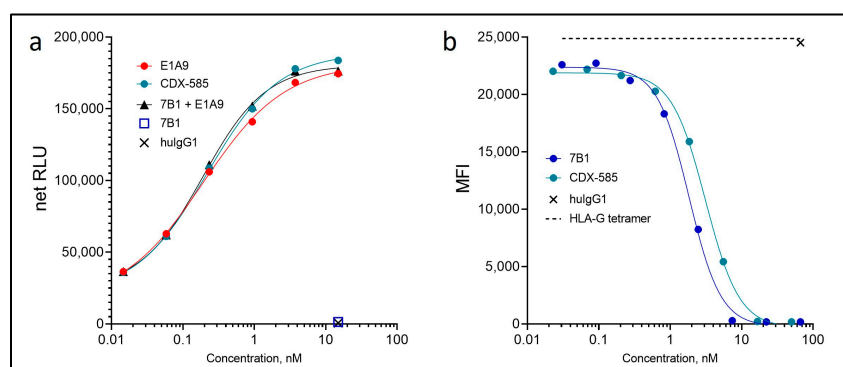 a
200,000
150,000
100,000
50,000
0
net RLU
E1A9
CDX-585
7B1 + E1A9
7B1
huIgG1
0.01
0.1
1
10
100
Concentration, nM
b
25,000
20,000
15,000
10,000
5,000
0
MFI
7B1
CDX-585
huIgG1
HLA-G tetramer
0.01
0.1
1
10
100
Concentration, nM